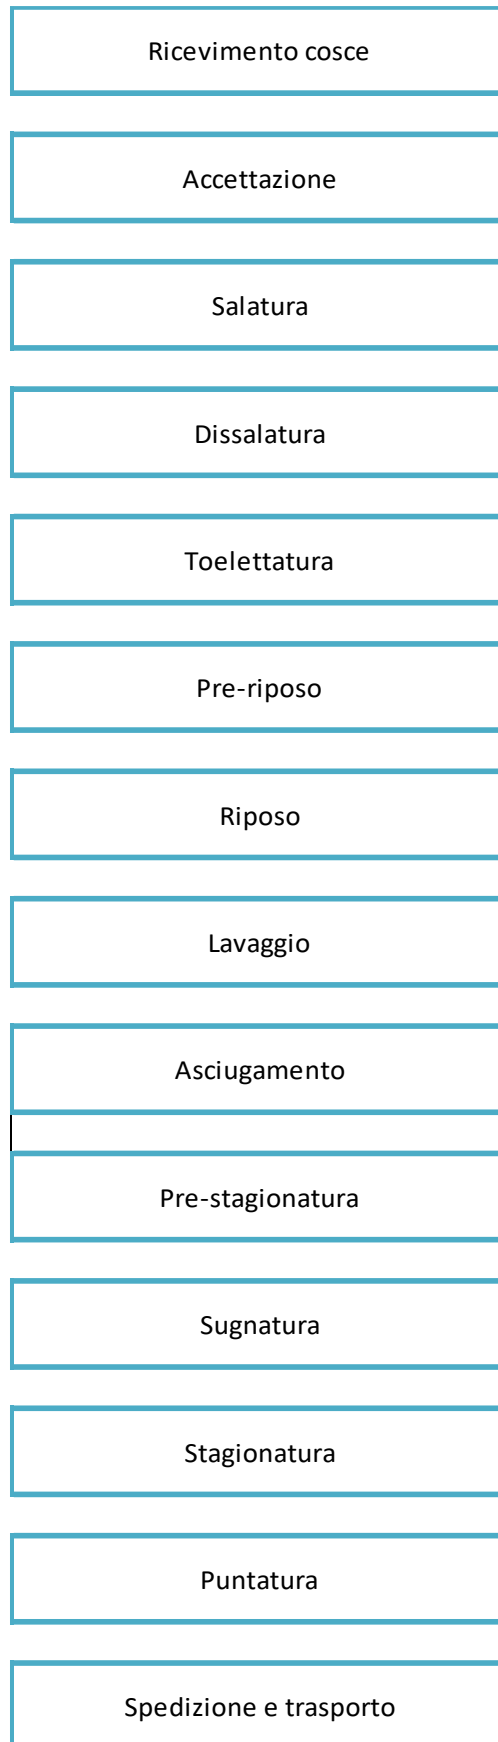 Ricevimento cosce
Accettazione
Salatura
Dissalatura
Toelettatura
Pre-riposo
Riposo
Lavaggio
Asciugamento
Pre-stagionatura
Sugnatura
Stagionatura
Puntatura
Spedizione e trasporto